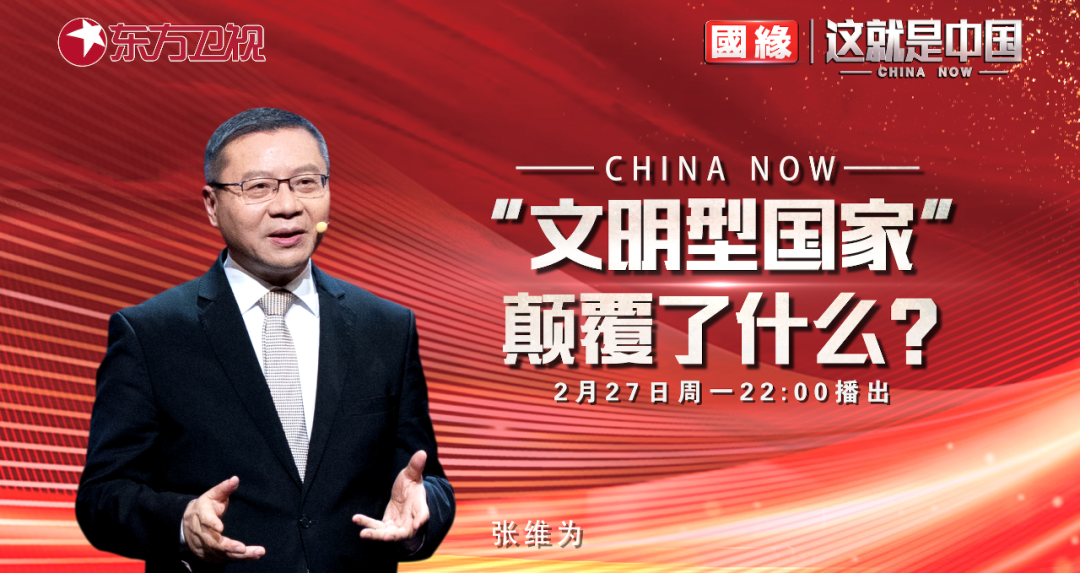 东方卫视
國緣
这就是中国
CHINA NOW
CHINA NOW
“文明型国家“
颠覆了什么?
2月27日周一22:00播出
张维为